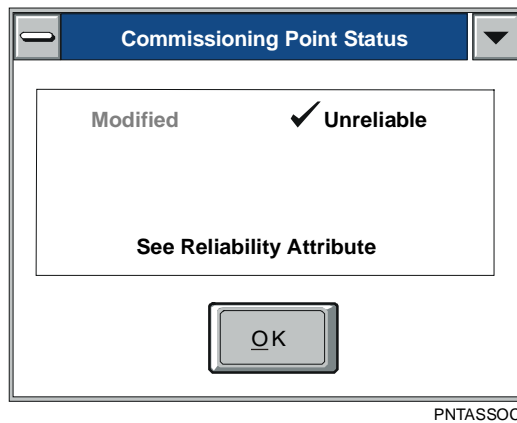 Commissioning Point Status
Modified Unreliable
See Reliability Attribute
OK
PNTASSOC